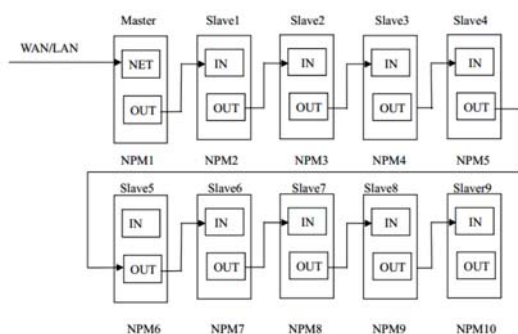 Master Slave1 Slave2 Slave3 Slave4
WAN/LAN
NET IN IN IN IN
OUT OUT OUT OUT OUT
NPM1 NPM2 NPM3 NPM4 NPM5
Slave5 Slave6 Slave7 Slave8 Slaver9
IN IN IN IN IN
OUT OUT OUT OUT OUT
NPM6 NPM7 NPM8 NPM9 NPM10